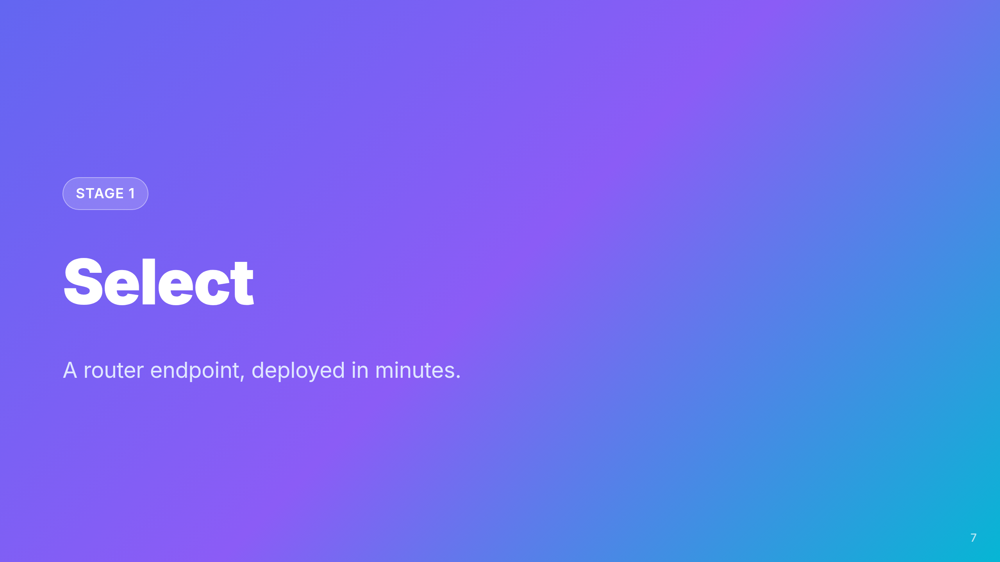 STAGE 1
Select
A router endpoint, deployed in minutes.
7